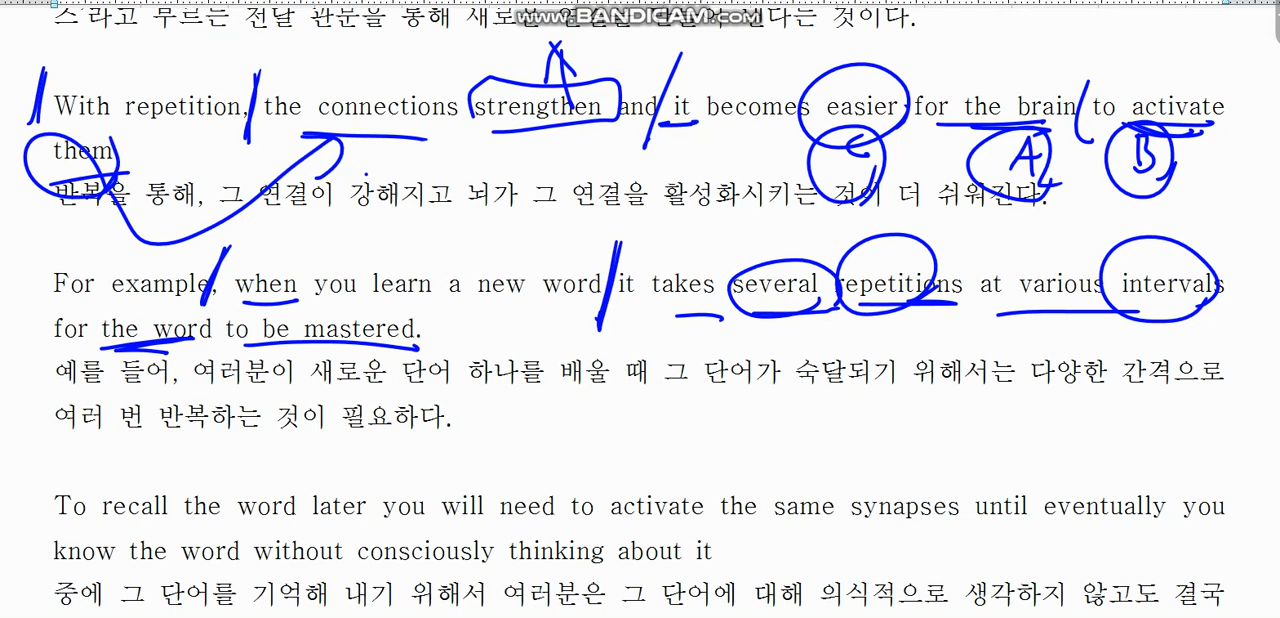 스'라고 부르는 전달 관문을 통해 새로운 낸다는 것이다.
www.BANDICAM.com
With repetition, the connections strengthen and it becomes easier for the brain to activate
them
반복을 통해, 그 연결이 강해지고 뇌가 그 연결을 활성화시키는 것이 더 쉬워진다.
C A B
For example, when you learn a new word it takes several repetitions at various intervals
for the word to be mastered.
예를 들어, 여러분이 새로운 단어 하나를 배울 때 그 단어가 숙달되기 위해서는 다양한 간격으로
여러 번 반복하는 것이 필요하다.
To recall the word later you will need to activate the same synapses until eventually you
know the word without consciously thinking about it
중에 그 단어를 기억해 내기 위해서 여러분은 그 단어에 대해 의식적으로 생각하지 않고도 결국